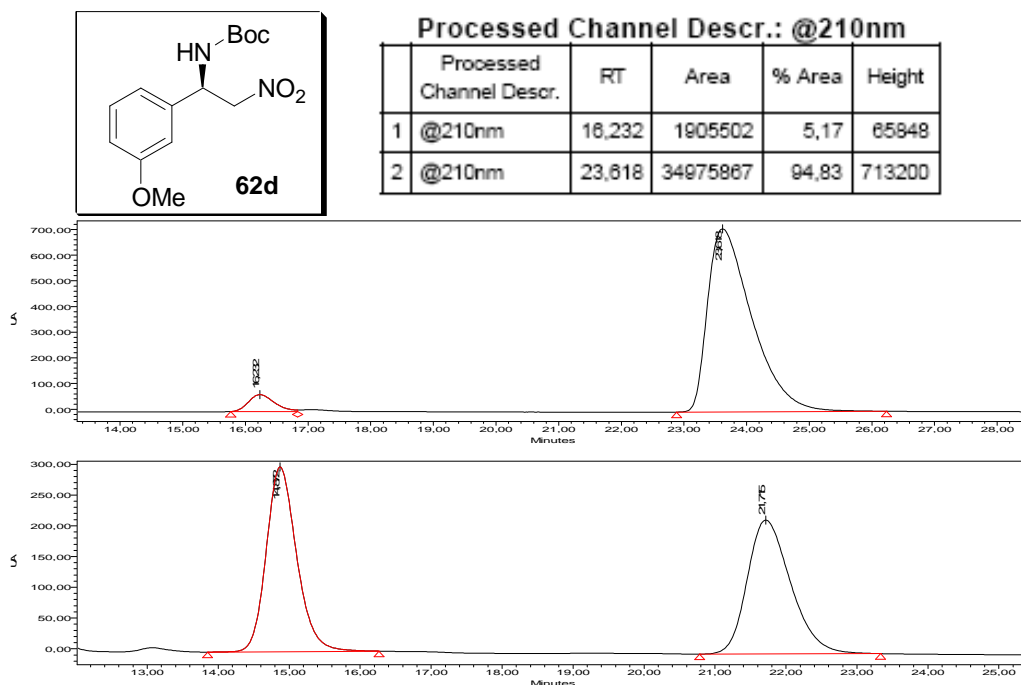 Boc
HN
NO2
OMe
62d
Processed Channel Descr.: @210nm
Processed Channel Descr. RT Area % Area Height
1 @210nm 16,232 1905502 5,17 65848
2 @210nm 23,618 34975867 94,83 713200
700,00
600,00
500,00
400,00
300,00
200,00
100,00
0,00
16,232
23,618
14,00 15,00 16,00 17,00 18,00 19,00 20,00 21,00 22,00 23,00 24,00 25,00 26,00 27,00 28,00
Minutes
300,00
250,00
200,00
150,00
100,00
50,00
0,00
21,715
13,00 14,00 15,00 16,00 17,00 18,00 19,00 20,00 21,00 22,00 23,00 24,00 25,00
Minutes